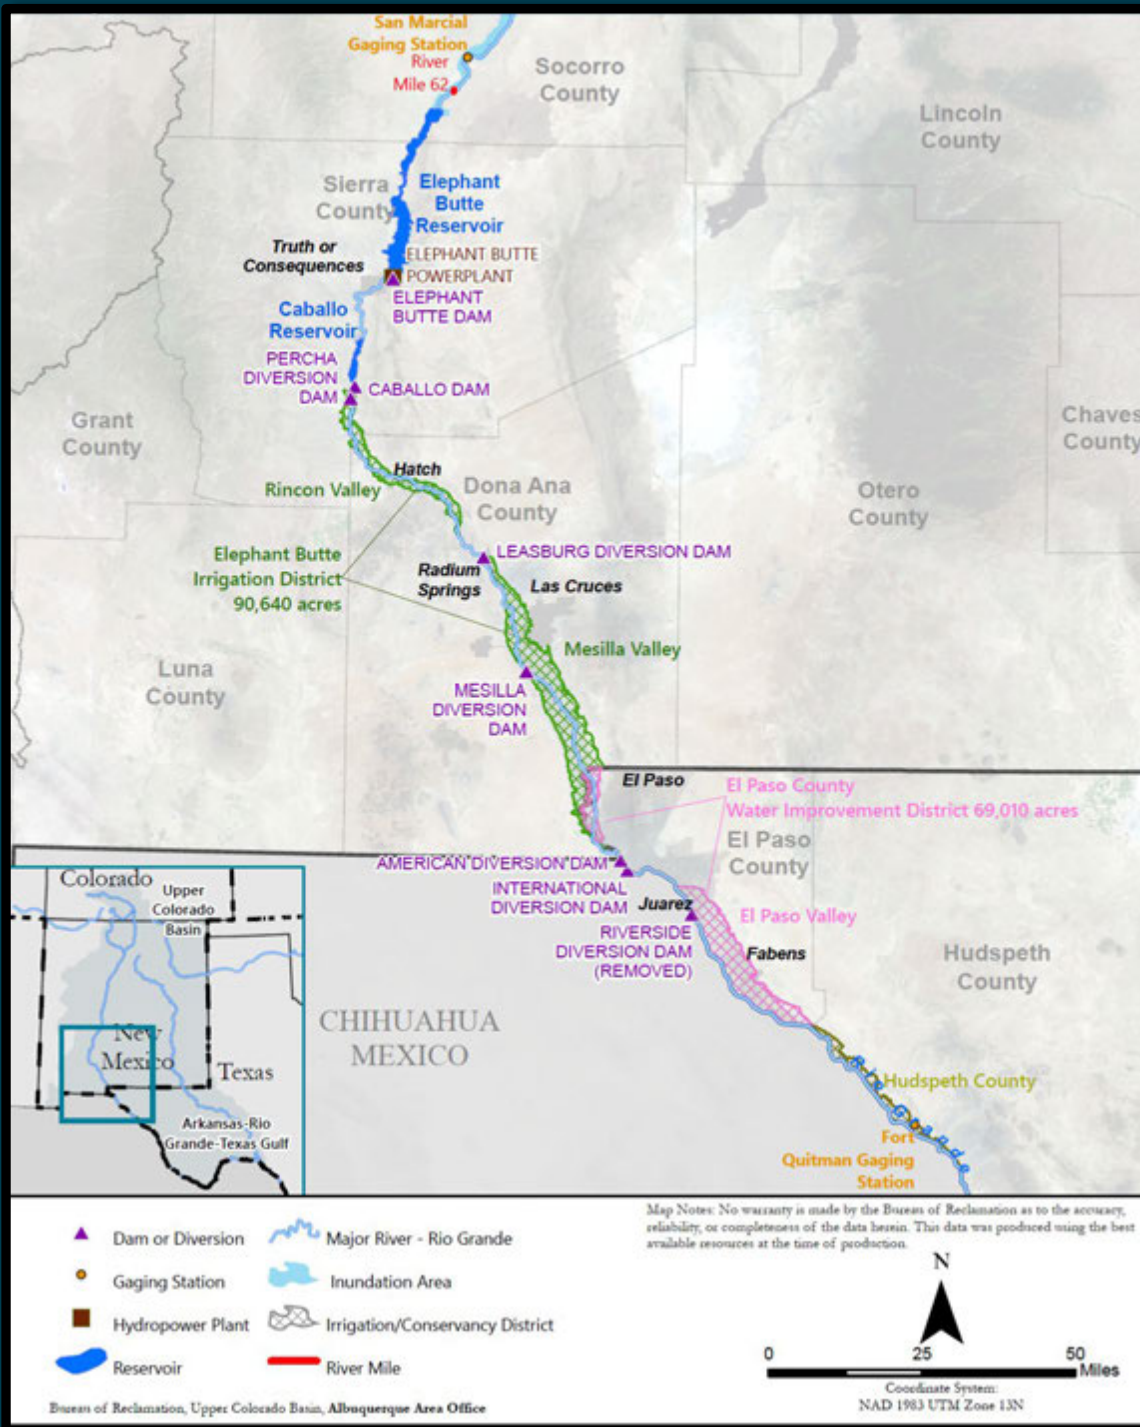 San Marcial
Gaging Station
River
Mile 62
Socorro
County
Lincoln
County
Sierra
County
Elephant
Butte
Reservoir
Truth or
Consequences
ELEPHANT BUTTE
POWERPLANT
ELEPHANT
BUTTE DAM
Caballo
Reservoir
PERCHA
DIVERSION
DAM
CABALLO DAM
Grant
County
Chaves
County
Hatch
Rincon Valley
Dona Ana
County
Otero
County
Elephant Butte
Irrigation District
90,640 acres
LEASBURG DIVERSION DAM
Radium
Springs
Las Cruces
Mesilla Valley
Luna
County
MESILLA
DIVERSION
DAM
El Paso
El Paso County
Water Improvement District 69,010 acres
El Paso
County
AMERICAN DIVERSION DAM
INTERNATIONAL
DIVERSION DAM
Juarez
El Paso Valley
RIVERSIDE
DIVERSION DAM
(REMOVED)
Fabens
Hudspeth
County
CHIHUAHUA
MEXICO
Rio Grande
Hudspeth County
Fort
Quitman Gaging
Station
Colorado
Upper
Colorado
Basin
New
Mexico
Texas
Arkansas-Rio
Grande-Texas Gulf
Dam or Diversion
Major River - Rio Grande
Gaging Station
Inundation Area
Hydropower Plant
Irrigation/Conservancy District
Reservoir
River Mile
Bureau of Reclamation, Upper Colorado Basin, Albuquerque Area Office
Map Notes: No warranty is made by the Bureau of Reclamation as to the accuracy,
reliability, or completeness of the data herein. This data was produced using the best
available resources at the time of production.
N
0 25 50
Miles
Coordinate System:
NAD 1983 UTM Zone 13N